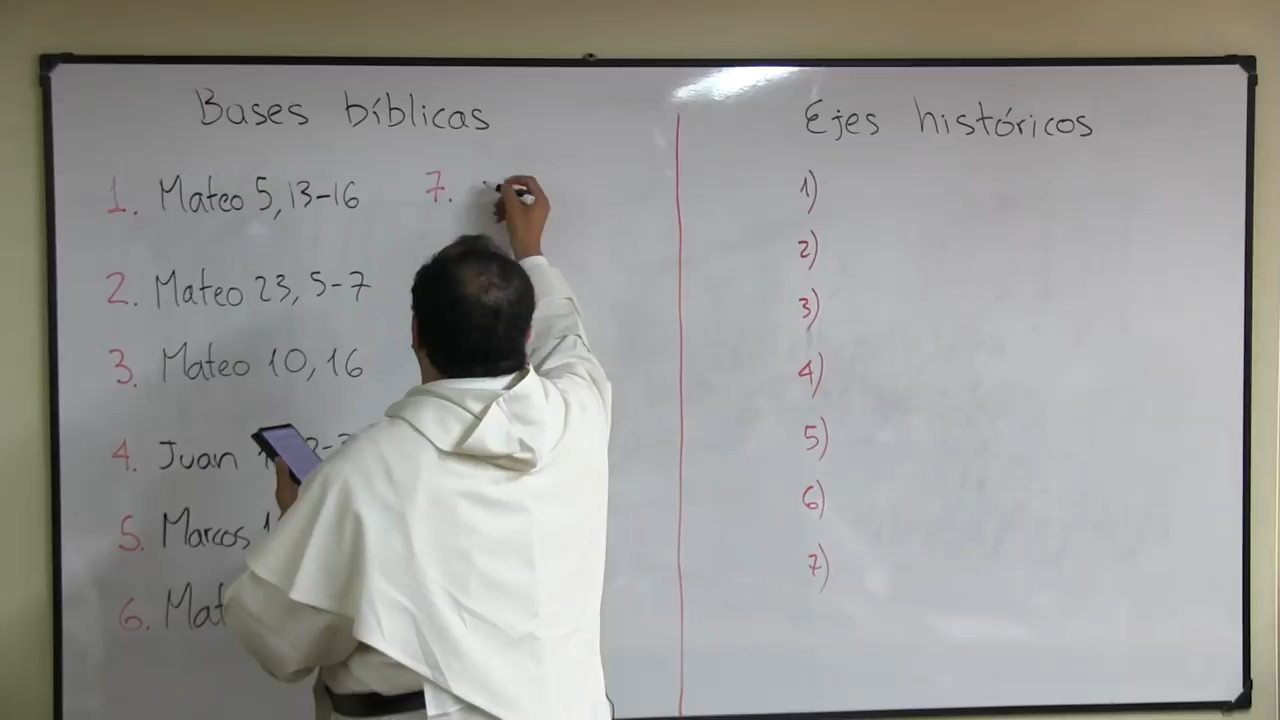 Bases bíblicas
1. Mateo 5, 13-16
2. Mateo 23, 5-7
3. Mateo 10, 16
4. Juan
5. Marcos
6.
7.
Ejes históricos
1)
2)
3)
4)
5)
6)
7)